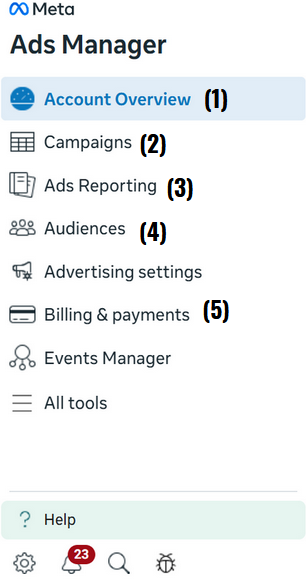 Meta
Ads Manager
Account Overview (1)
Campaigns (2)
Ads Reporting (3)
Audiences (4)
Advertising settings
Billing & payments (5)
Events Manager
All tools
? Help
23